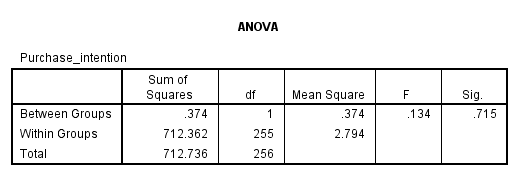 ANOVA
Purchase_intention
Sum of Squares df Mean Square F Sig.
Between Groups .374 1 .374 .134 .715
Within Groups 712.362 255 2.794
Total 712.736 256